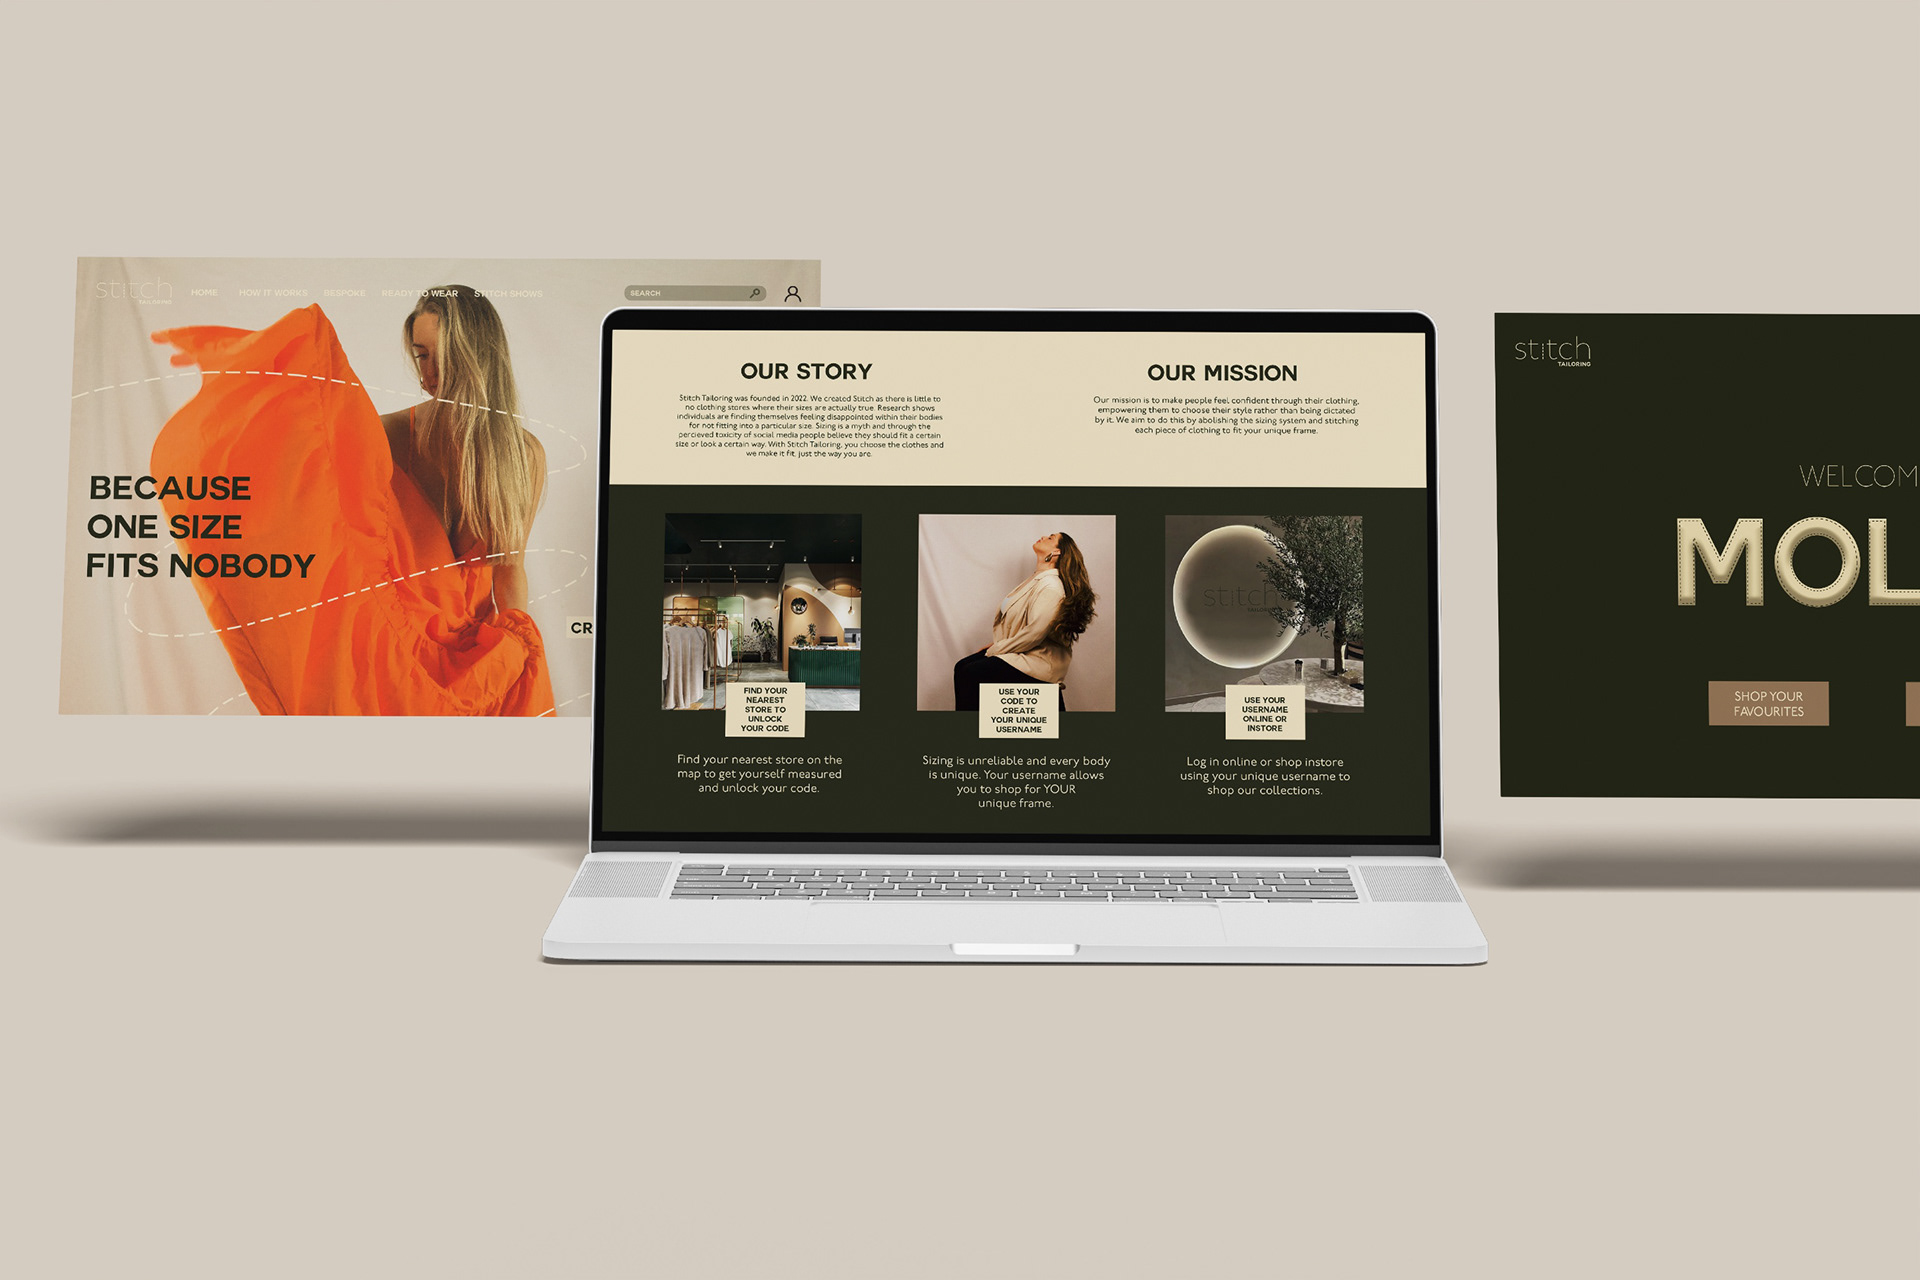 stitch
TAILORING
HOME HOW IT WORKS BESPOKE READY TO WEAR STITCH SHOWS
SEARCH
BECAUSE
ONE SIZE
FITS NOBODY
CR
OUR STORY
Stitch Tailoring was founded in 2022. We created Stitch as there is little to
no clothing stores where their sizes are actually true. Research shows
individuals are finding themselves feeling disappointed within their bodies
for not fitting into a particular size. Sizing is a myth and through the
percieved toxicity of social media people believe they should fit a certain
size or look a certain way. With Stitch Tailoring, you choose the clothes and
we make it fit, just the way you are.
OUR MISSION
Our mission is to make people feel confident through their clothing,
empowering them to choose their style rather than being dictated
by it. We aim to do this by abolishing the sizing system and stitching
each piece of clothing to fit your unique frame.
FIND YOUR
NEAREST
STORE TO
UNLOCK
YOUR CODE
Find your nearest store on the
map to get yourself measured
and unlock your code.
USE YOUR
CODE TO
CREATE
YOUR UNIQUE
USERNAME
Sizing is unreliable and every body
is unique. Your username allows
you to shop for YOUR
unique frame.
stitch
TAILORING
USE YOUR
USERNAME
ONLINE OR
INSTORE
Log in online or shop instore
using your unique username to
shop our collections.
stitch
TAILORING
WELCOM
MOL
SHOP YOUR
FAVOURITES